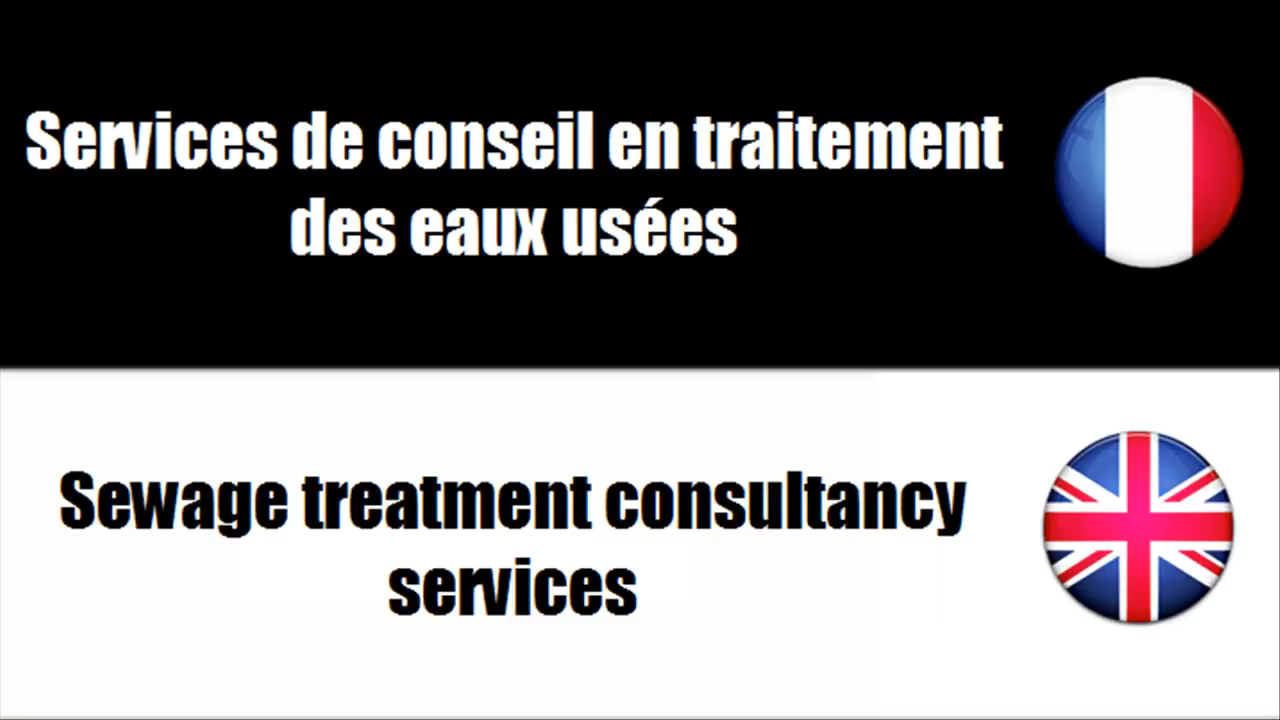 Services de conseil en traitement
des eaux usées
Sewage treatment consultancy
services